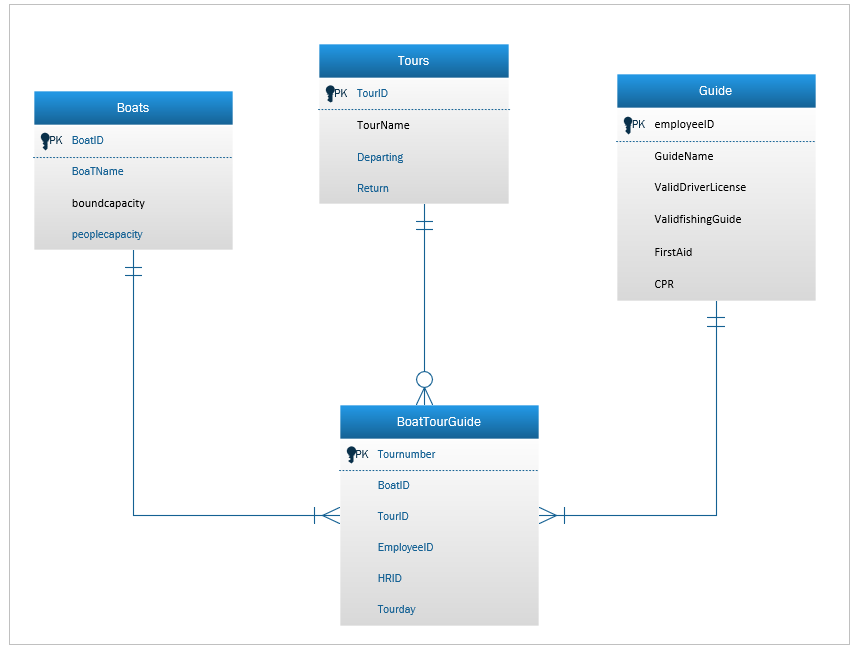 Boats
PK BoatID
BoaTName
boundcapacity
peoplecapacity
Tours
PK TourID
TourName
Departing
Return
Guide
PK employeeID
GuideName
ValidDriverLicense
ValidfishingGuide
FirstAid
CPR
BoatTourGuide
PK Tournumber
BoatID
TourID
EmployeeID
HRID
Tourday